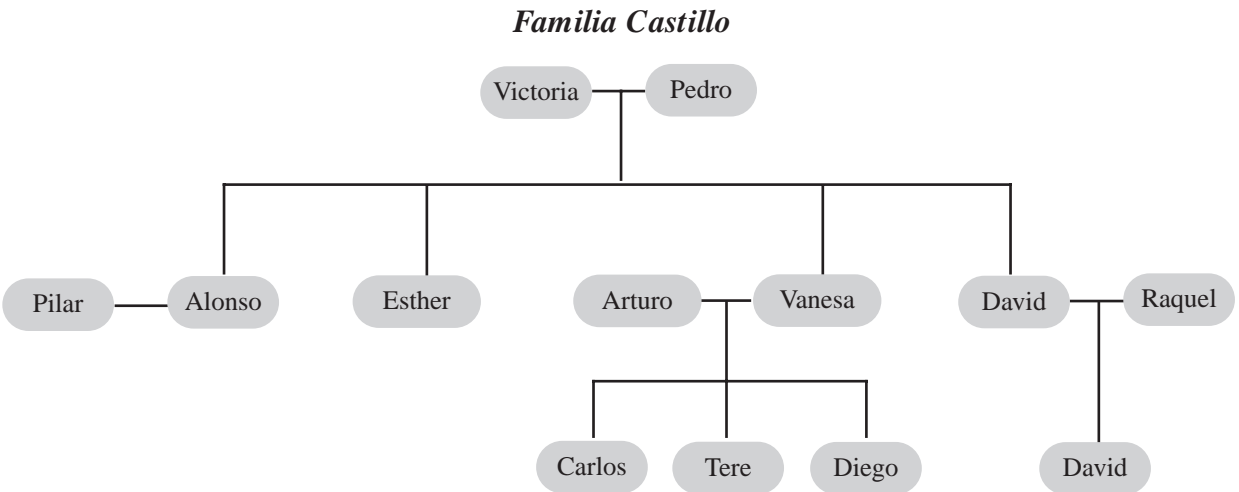 Familia Castillo
Victoria Pedro
Pilar Alonso Esther Arturo Vanesa David Raquel
Carlos Tere Diego David